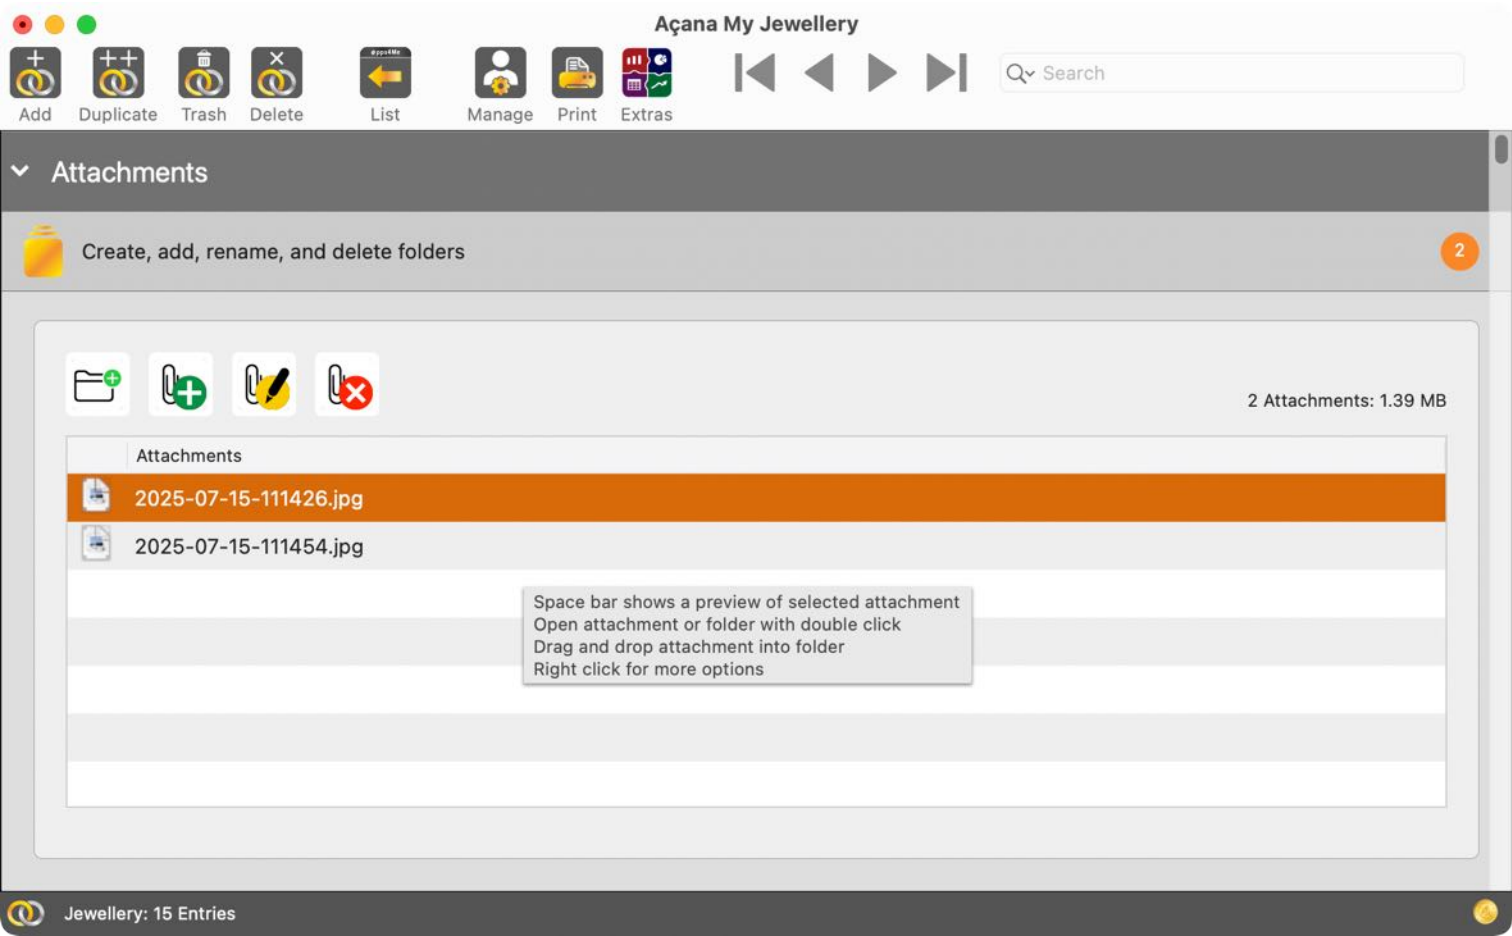 Açana My Jewellery
@pps4Me
Add
Duplicate
Trash
Delete
List
Manage
Print
Extras
Search
Attachments
Create, add, rename, and delete folders
2
2 Attachments: 1.39 MB
Attachments
2025-07-15-111426.jpg
2025-07-15-111454.jpg
Space bar shows a preview of selected attachment
Open attachment or folder with double click
Drag and drop attachment into folder
Right click for more options
Jewellery: 15 Entries